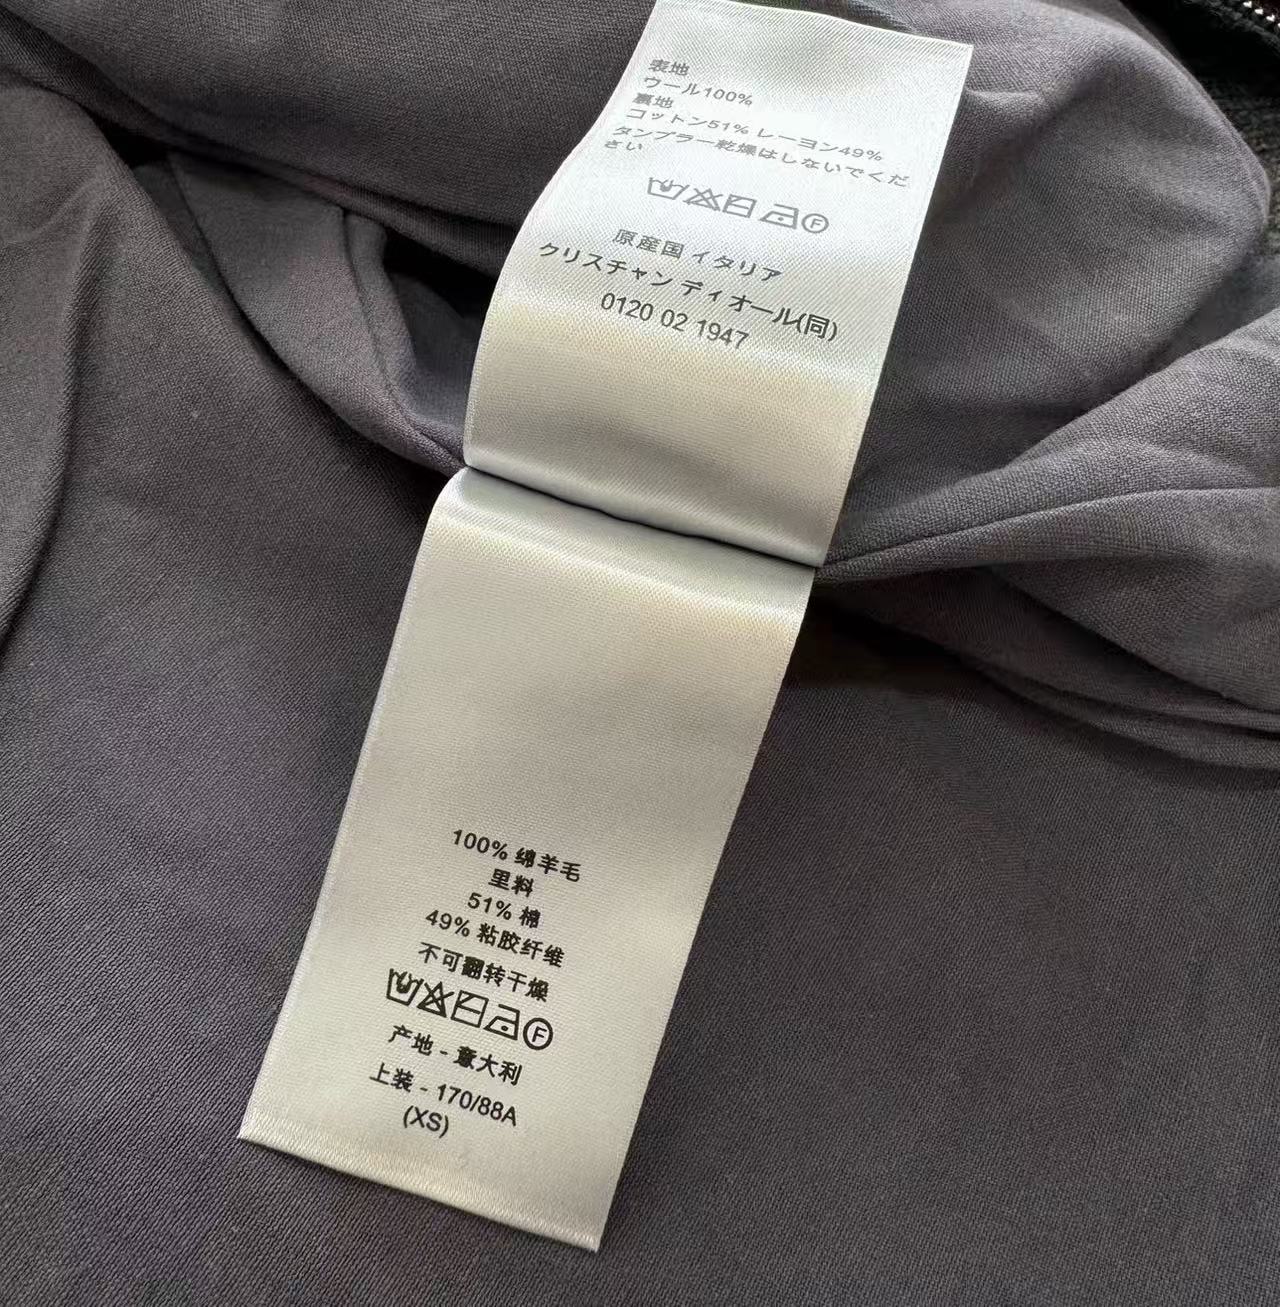 表地
ウール100%
裏地
コットン51% レーヨン49%
タンブラー乾燥はしないでくだ
さい
F
原産国 イタリア
クリスチャン ディオール(同)
0120 02 1947
100% 绵羊毛
里料
51% 棉
49% 粘胶纤维
不可翻转干燥
F
产地 - 意大利
上装 - 170/88A
(XS)